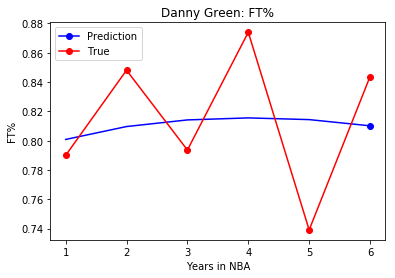 Danny Green: FT%
Prediction
True
FT%
0.88
0.86
0.84
0.82
0.80
0.78
0.76
0.74
1 2 3 4 5 6
Years in NBA